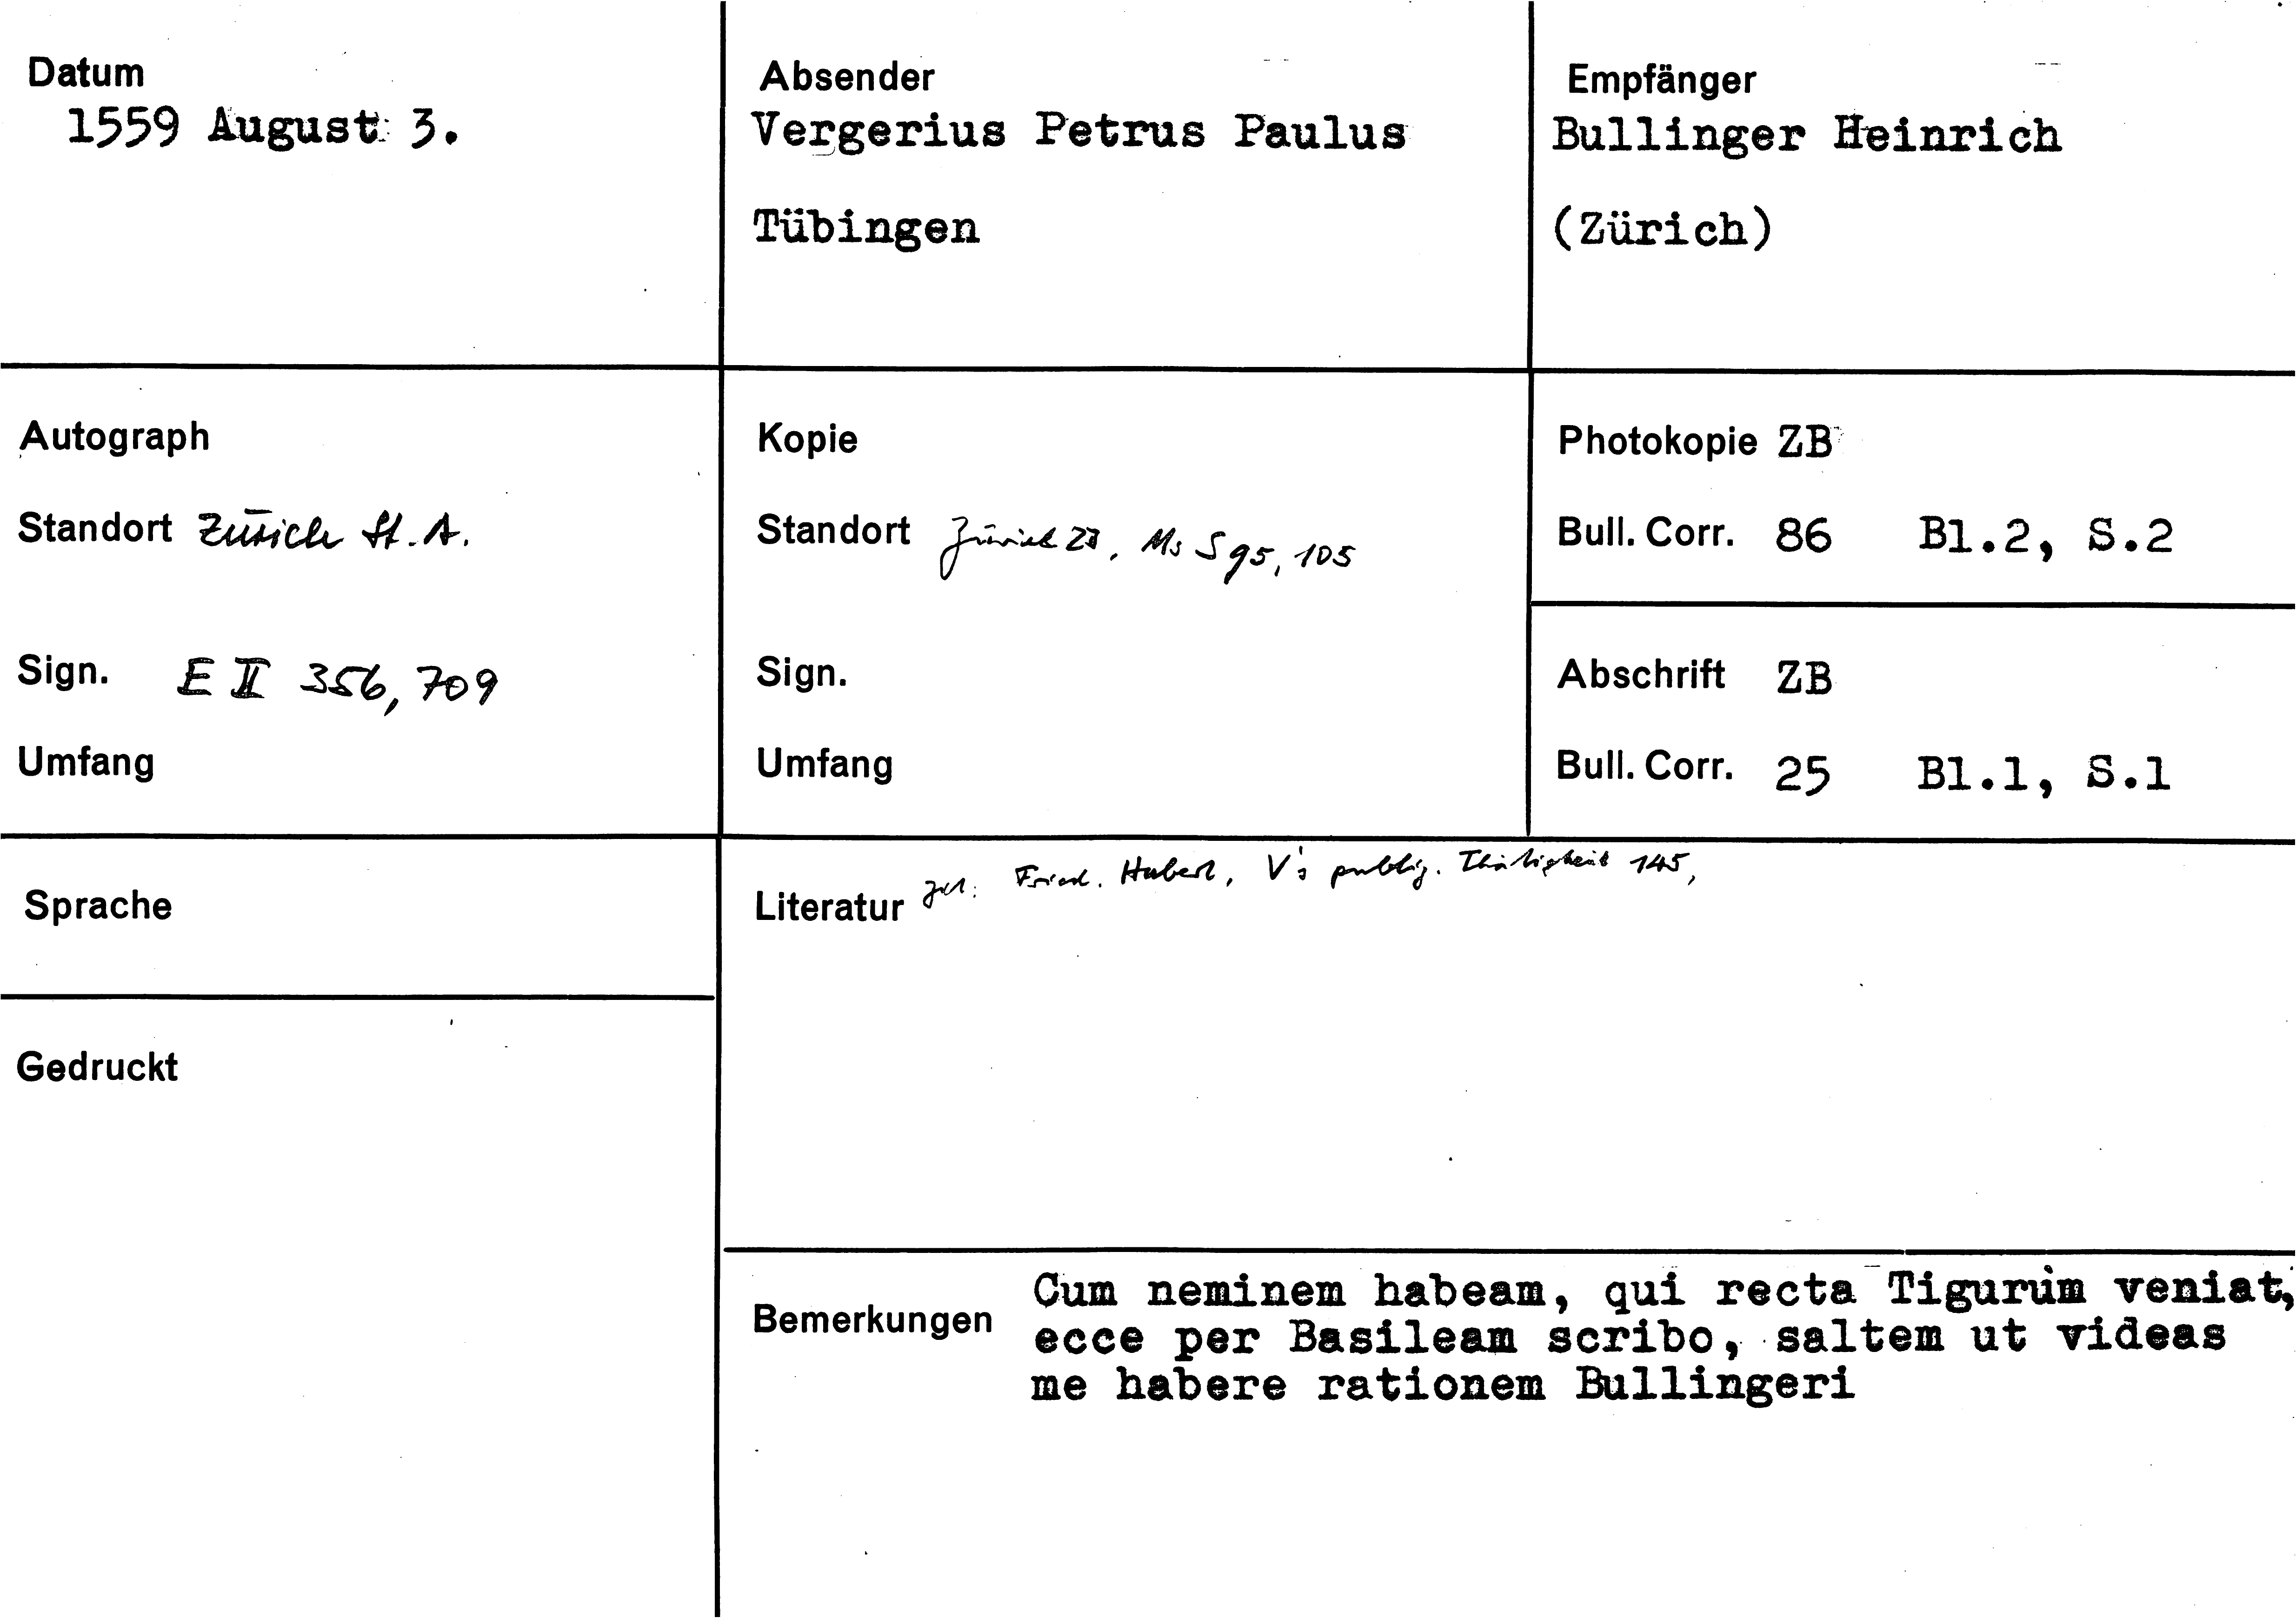 Datum
1559 August 3.
Absender
Vergerius Petrus Paulus
Tübingen
Empfänger
Bullinger Heinrich
(Zürich)
Autograph
Standort Zürich St. A.
Sign. E II 356, 709
Umfang
Kopie
Standort Zürich ZB, Ms S 95, 105
Sign.
Umfang
Photokopie ZB
Bull. Corr. 86 Bl.2, S.2
Abschrift ZB
Bull. Corr. 25 Bl.1, S.1
Sprache
Gedruckt
Literatur Fried. Hubert, V's publiz. Thätigkeit 145,
Bemerkungen
Cum neminem habeam, qui recta Tigurum veniat,
ecce per Basileam scribo, saltem ut videas
me habere rationem Bullingeri